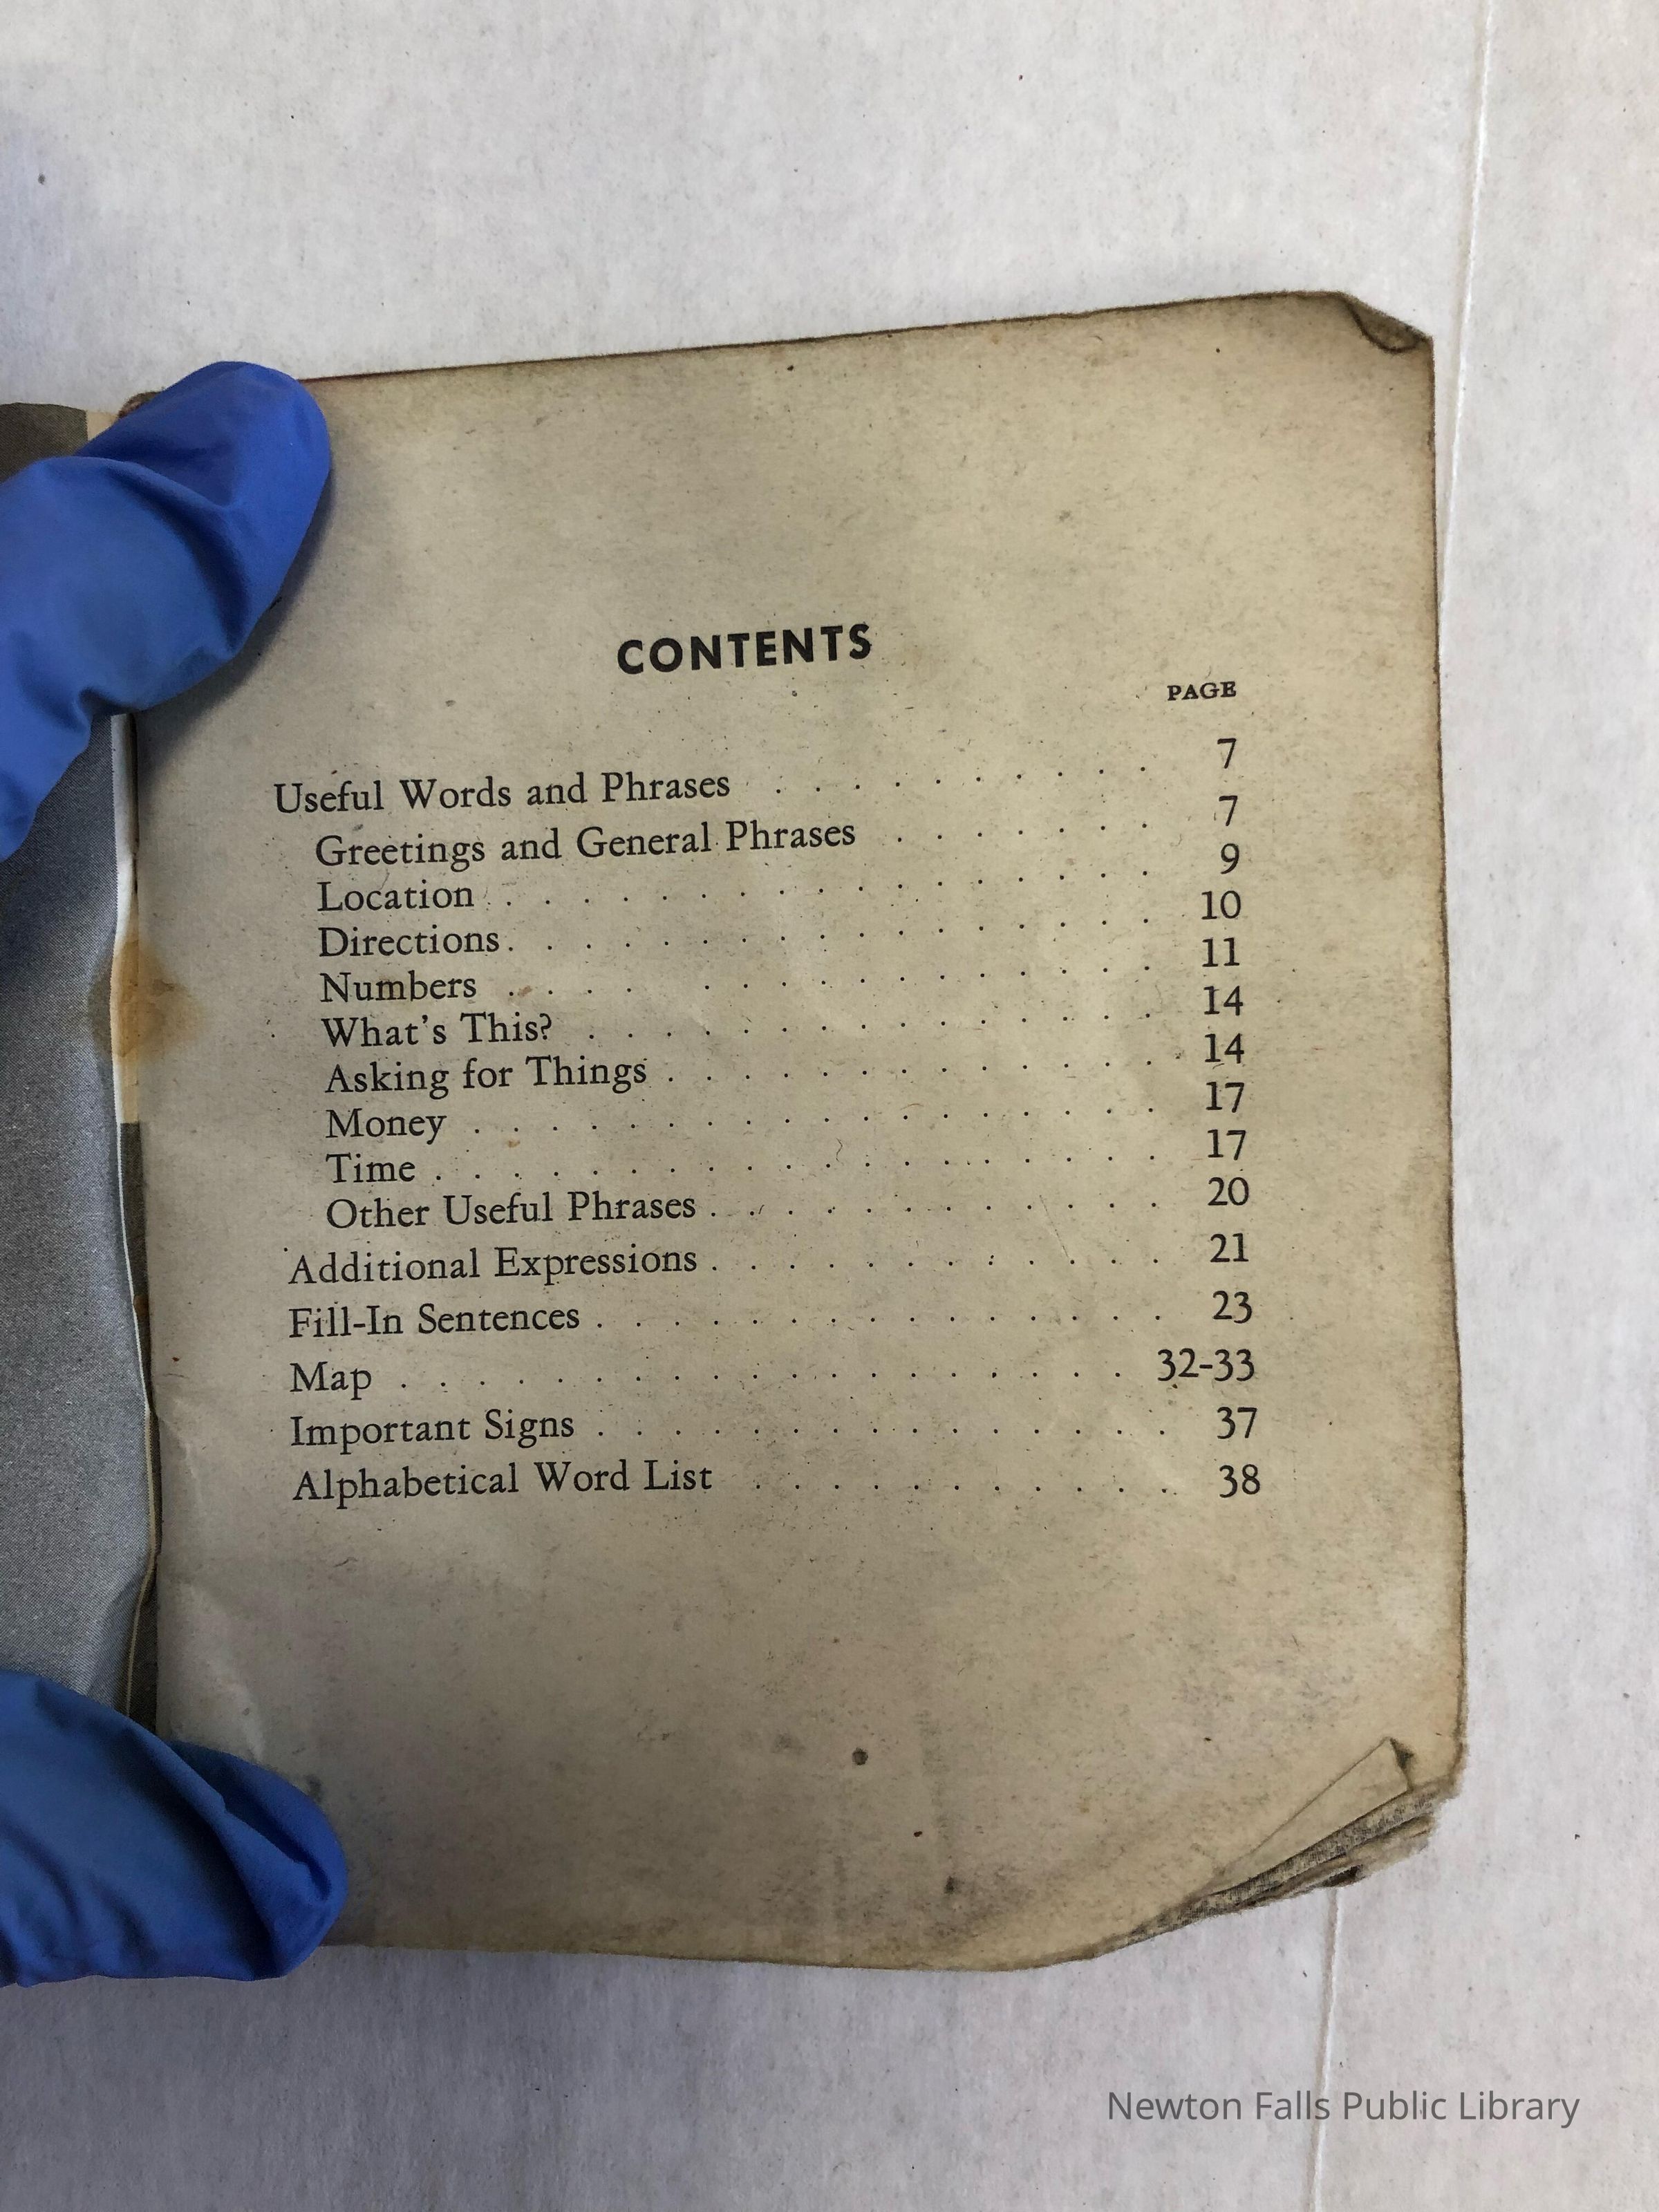 CONTENTS
PAGE
Useful Words and Phrases . . . . . . . . . . 7
Greetings and General Phrases . . . . . . . 7
Location . . . . . . . . . . . . . . . . . 9
Directions . . . . . . . . . . . . . . . . . 10
Numbers . . . . . . . . . . . . . . . . 11
What's This? . . . . . . . . . . . . . . . 14
Asking for Things . . . . . . . . . . . . . 14
Money . . . . . . . . . . . . . . . . . . 17
Time . . . . . . . . . . . . . . . . . . . 17
Other Useful Phrases . . . . . . . . . . . . 20
Additional Expressions . . . . . . . . . . . . 21
Fill-In Sentences . . . . . . . . . . . . . . . 23
Map . . . . . . . . . . . . . . . . . . . 32-33
Important Signs . . . . . . . . . . . . . . . 37
Alphabetical Word List . . . . . . . . . . . 38
Newton Falls Public Library